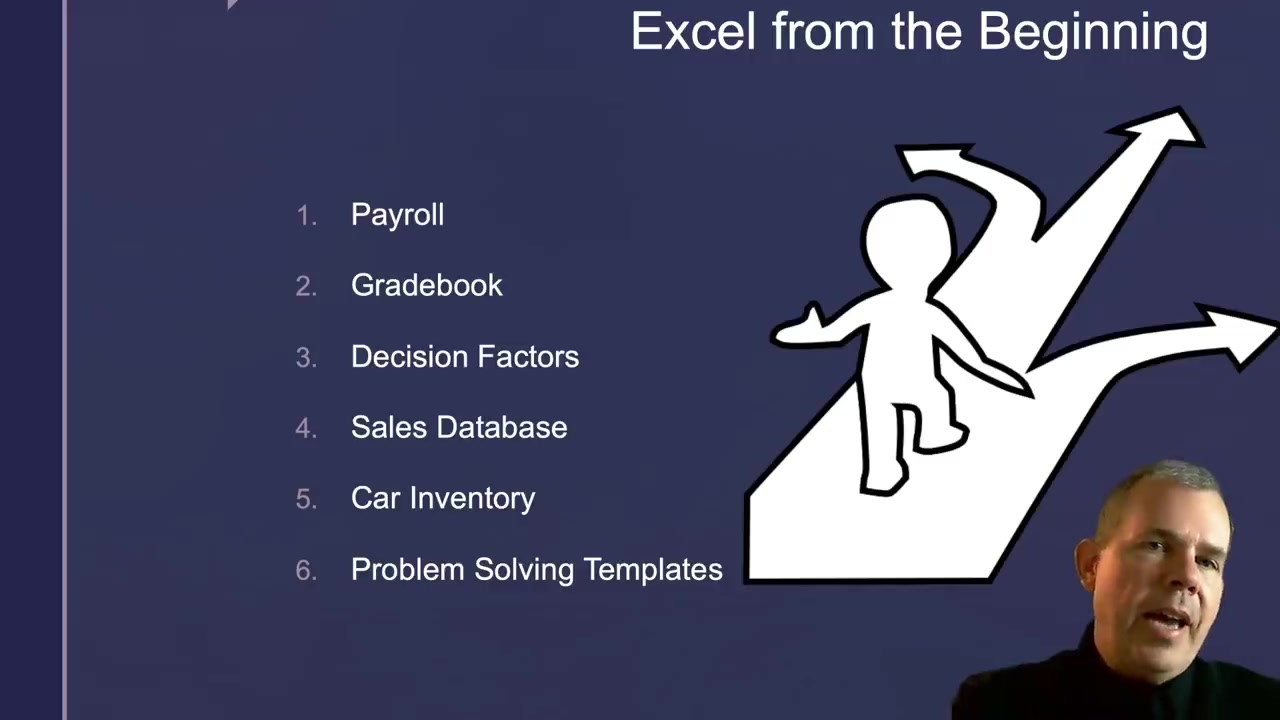 Excel from the Beginning
1. Payroll
2. Gradebook
3. Decision Factors
4. Sales Database
5. Car Inventory
6. Problem Solving Templates